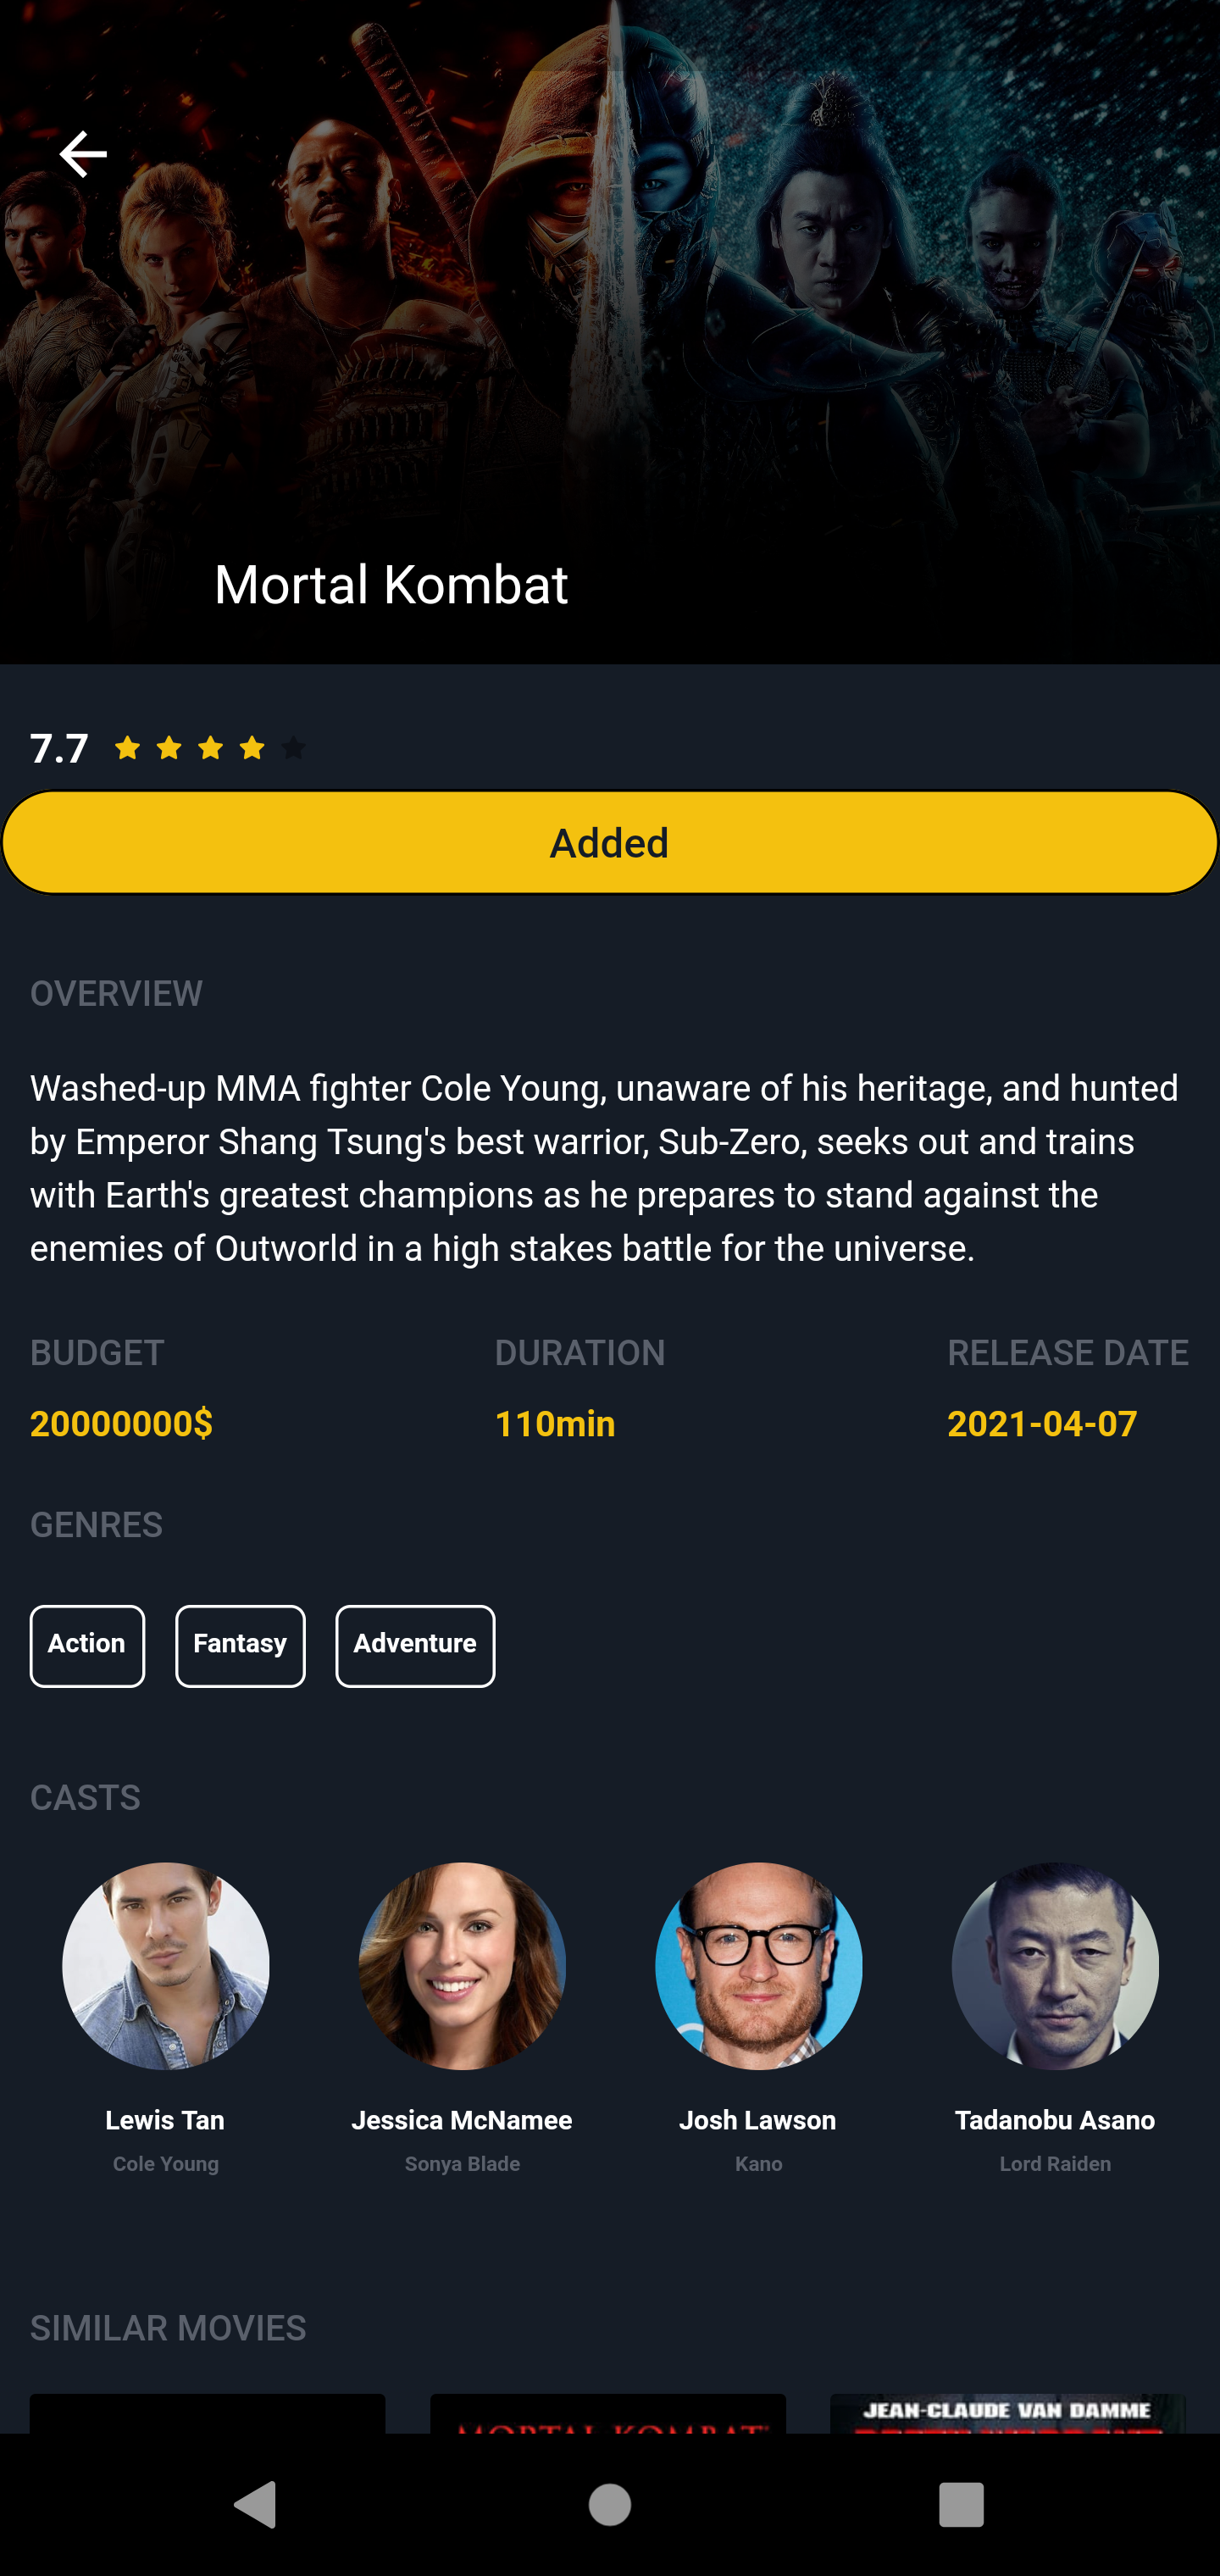 Mortal Kombat
7.7
Added
OVERVIEW
Washed-up MMA fighter Cole Young, unaware of his heritage, and hunted
by Emperor Shang Tsung's best warrior, Sub-Zero, seeks out and trains
with Earth's greatest champions as he prepares to stand against the
enemies of Outworld in a high stakes battle for the universe.
BUDGET DURATION RELEASE DATE
20000000$ 110min 2021-04-07
GENRES
Action Fantasy Adventure
CASTS
Lewis Tan Jessica McNamee Josh Lawson Tadanobu Asano
Cole Young Sonya Blade Kano Lord Raiden
SIMILAR MOVIES
MORTAL KOMBAT
JEAN-CLAUDE VAN DAMME